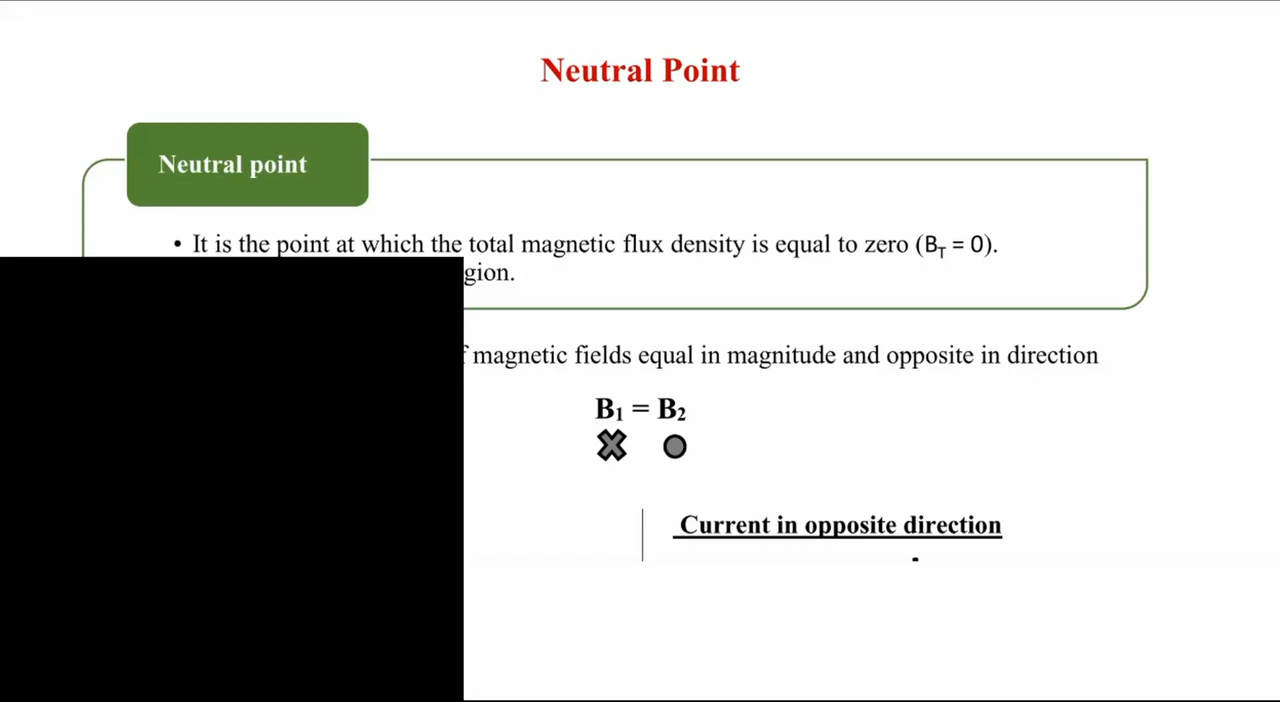 Neutral Point
Neutral point
• It is the point at which the total magnetic flux density is equal to zero (B_T = 0).
gion.
magnetic fields equal in magnitude and opposite in direction
B₁ = B₂
Current in opposite direction